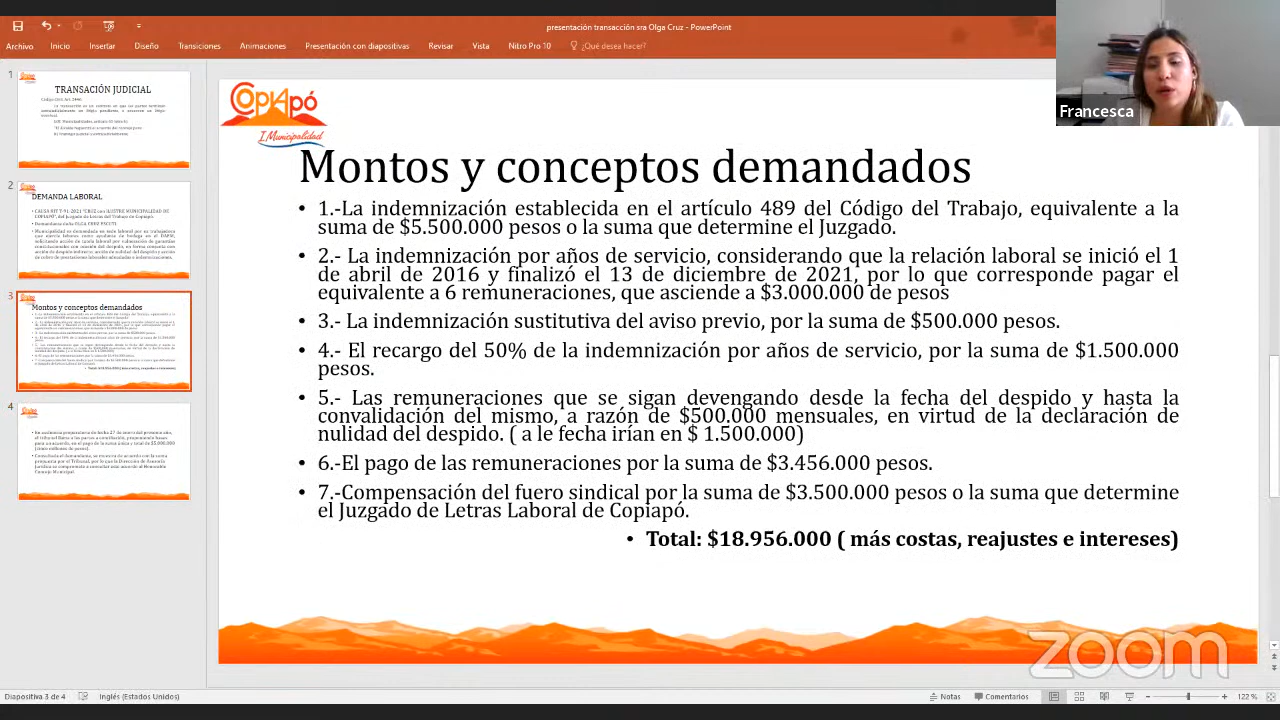 presentación transacción sra Olga Cruz - PowerPoint
Archivo Inicio Insertar Diseño Transiciones Animaciones Presentación con diapositivas Revisar Vista Nitro Pro 10 ¿Qué desea hacer?
Francesca
1
TRANSACIÓN JUDICIAL
2
DEMANDA LABORAL
3
Montos y conceptos demandados
4
COPIAPÓ
I.Municipalidad
Montos y conceptos demandados
• 1.-La indemnización establecida en el artículo 489 del Código del Trabajo, equivalente a la
suma de $5.500.000 pesos o la suma que determine el Juzgado.
• 2.- La indemnización por años de servicio, considerando que la relación laboral se inició el 1
de abril de 2016 y finalizó el 13 de diciembre de 2021, por lo que corresponde pagar el
equivalente a 6 remuneraciones, que asciende a $3.000.000 de pesos
• 3.- La indemnización sustitutiva del aviso previo, por la suma de $500.000 pesos.
• 4.- El recargo del 50% de la indemnización por años de servicio, por la suma de $1.500.000
pesos.
• 5.- Las remuneraciones que se sigan devengando desde la fecha del despido y hasta la
convalidación del mismo, a razón de $500.000 mensuales, en virtud de la declaración de
nulidad del despido. ( a le fecha irían en $ 1.500.000)
• 6.-El pago de las remuneraciones por la suma de $3.456.000 pesos.
• 7.-Compensación del fuero sindical por la suma de $3.500.000 pesos o la suma que determine
el Juzgado de Letras Laboral de Copiapó.
• Total: $18.956.000 ( más costas, reajustes e intereses)
zoom
Diapositiva 3 de 4 Inglés (Estados Unidos) Notas Comentarios 122 %